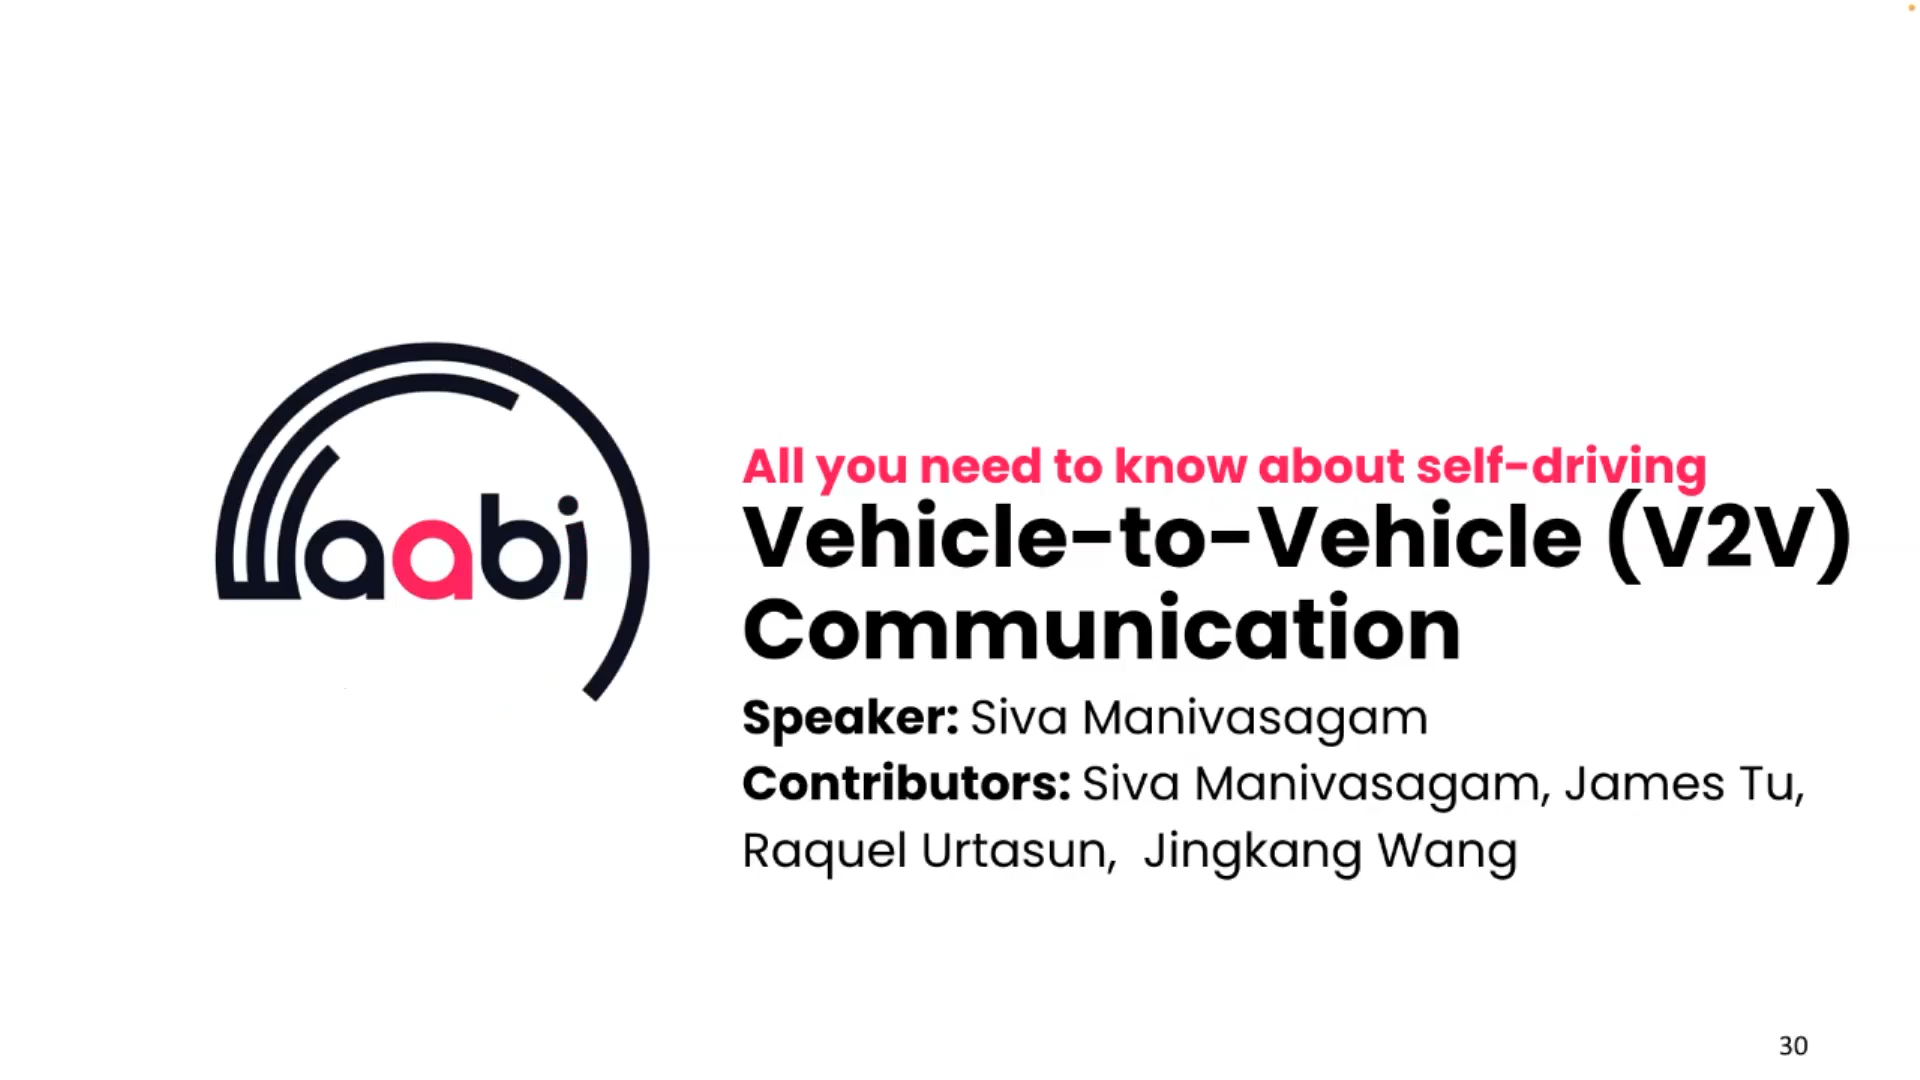 Waabi
All you need to know about self-driving
Vehicle-to-Vehicle (V2V)
Communication
Speaker: Siva Manivasagam
Contributors: Siva Manivasagam, James Tu,
Raquel Urtasun,  Jingkang Wang
30